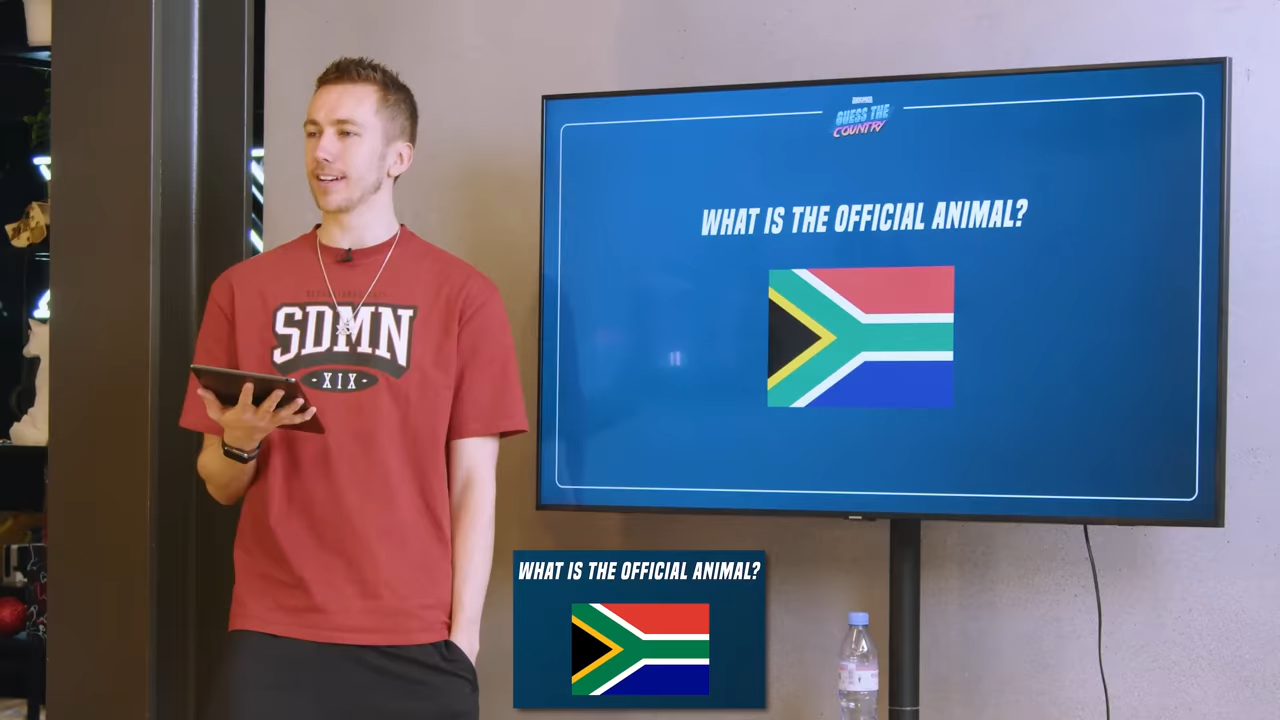 GUESS THE
COUNTRY
WHAT IS THE OFFICIAL ANIMAL?
SDMN
- XIX -
WHAT IS THE OFFICIAL ANIMAL?